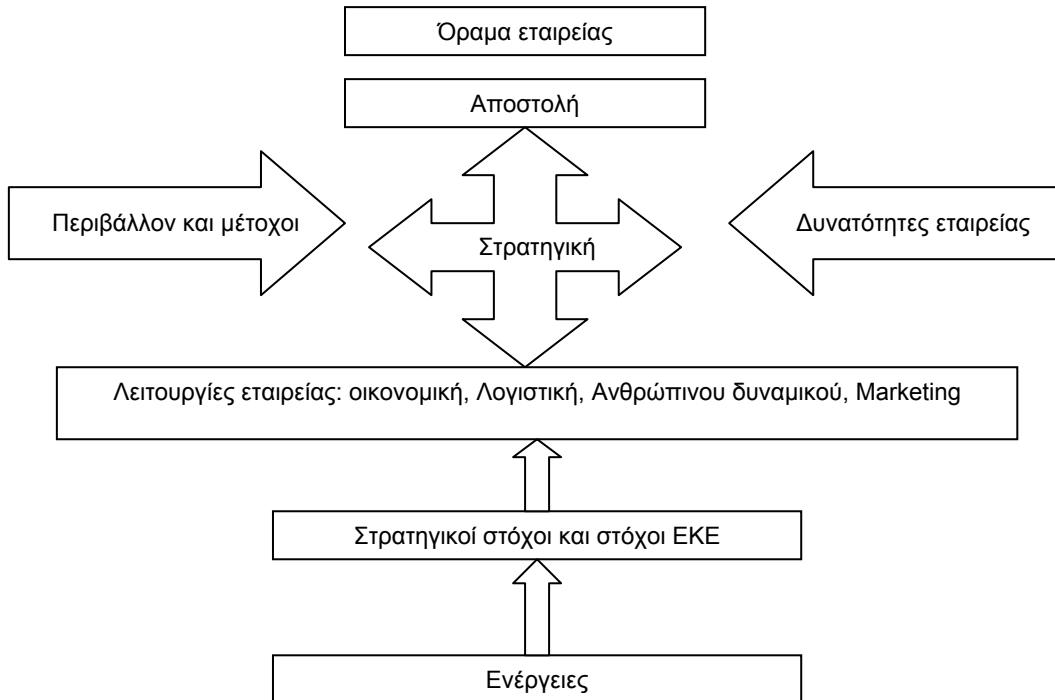 Όραμα εταιρείας
Αποστολή
Περιβάλλον και μέτοχοι
Στρατηγική
Δυνατότητες εταιρείας
Λειτουργίες εταιρείας: οικονομική, Λογιστική, Ανθρώπινου δυναμικού, Marketing
Στρατηγικοί στόχοι και στόχοι ΕΚΕ
Ενέργειες